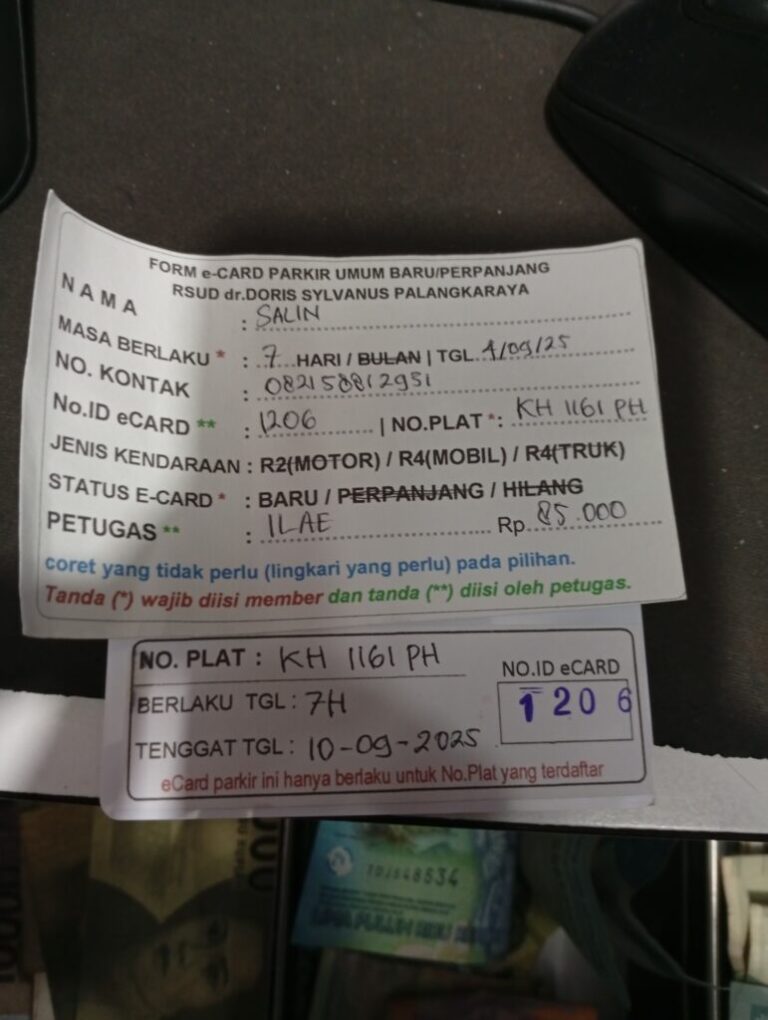 FORM e-CARD PARKIR UMUM BARU/PERPANJANG
RSUD dr.DORIS SYLVANUS PALANGKARAYA
NAMA : SALIN
MASA BERLAKU * : 7 HARI / BULAN | TGL 4/09/25
NO. KONTAK : 082158812951
No.ID eCARD ** : 1206 | NO.PLAT *: KH 1161 PH
JENIS KENDARAAN : R2(MOTOR) / R4(MOBIL) / R4(TRUK)
STATUS E-CARD * : BARU / PERPANJANG / HILANG
PETUGAS ** : ILAE Rp. 85.000
coret yang tidak perlu (lingkari yang perlu) pada pilihan.
Tanda (*) wajib diisi member dan tanda (**) diisi oleh petugas.
NO. PLAT : KH 1161 PH
NO.ID eCARD
1206
BERLAKU TGL : 7H
TENGGAT TGL : 10-09-2025
eCard parkir ini hanya berlaku untuk No.Plat yang terdaftar